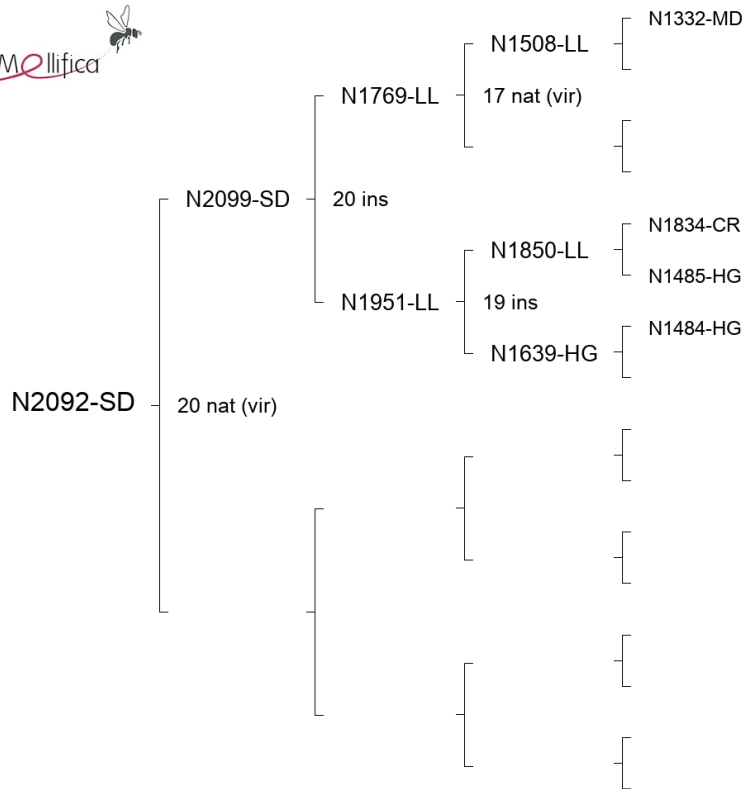 N1332-MD
N1508-LL
Mellifica
N1769-LL
17 nat (vir)
N2099-SD
20 ins
N1834-CR
N1850-LL
N1485-HG
N1951-LL
19 ins
N1484-HG
N1639-HG
N2092-SD
20 nat (vir)